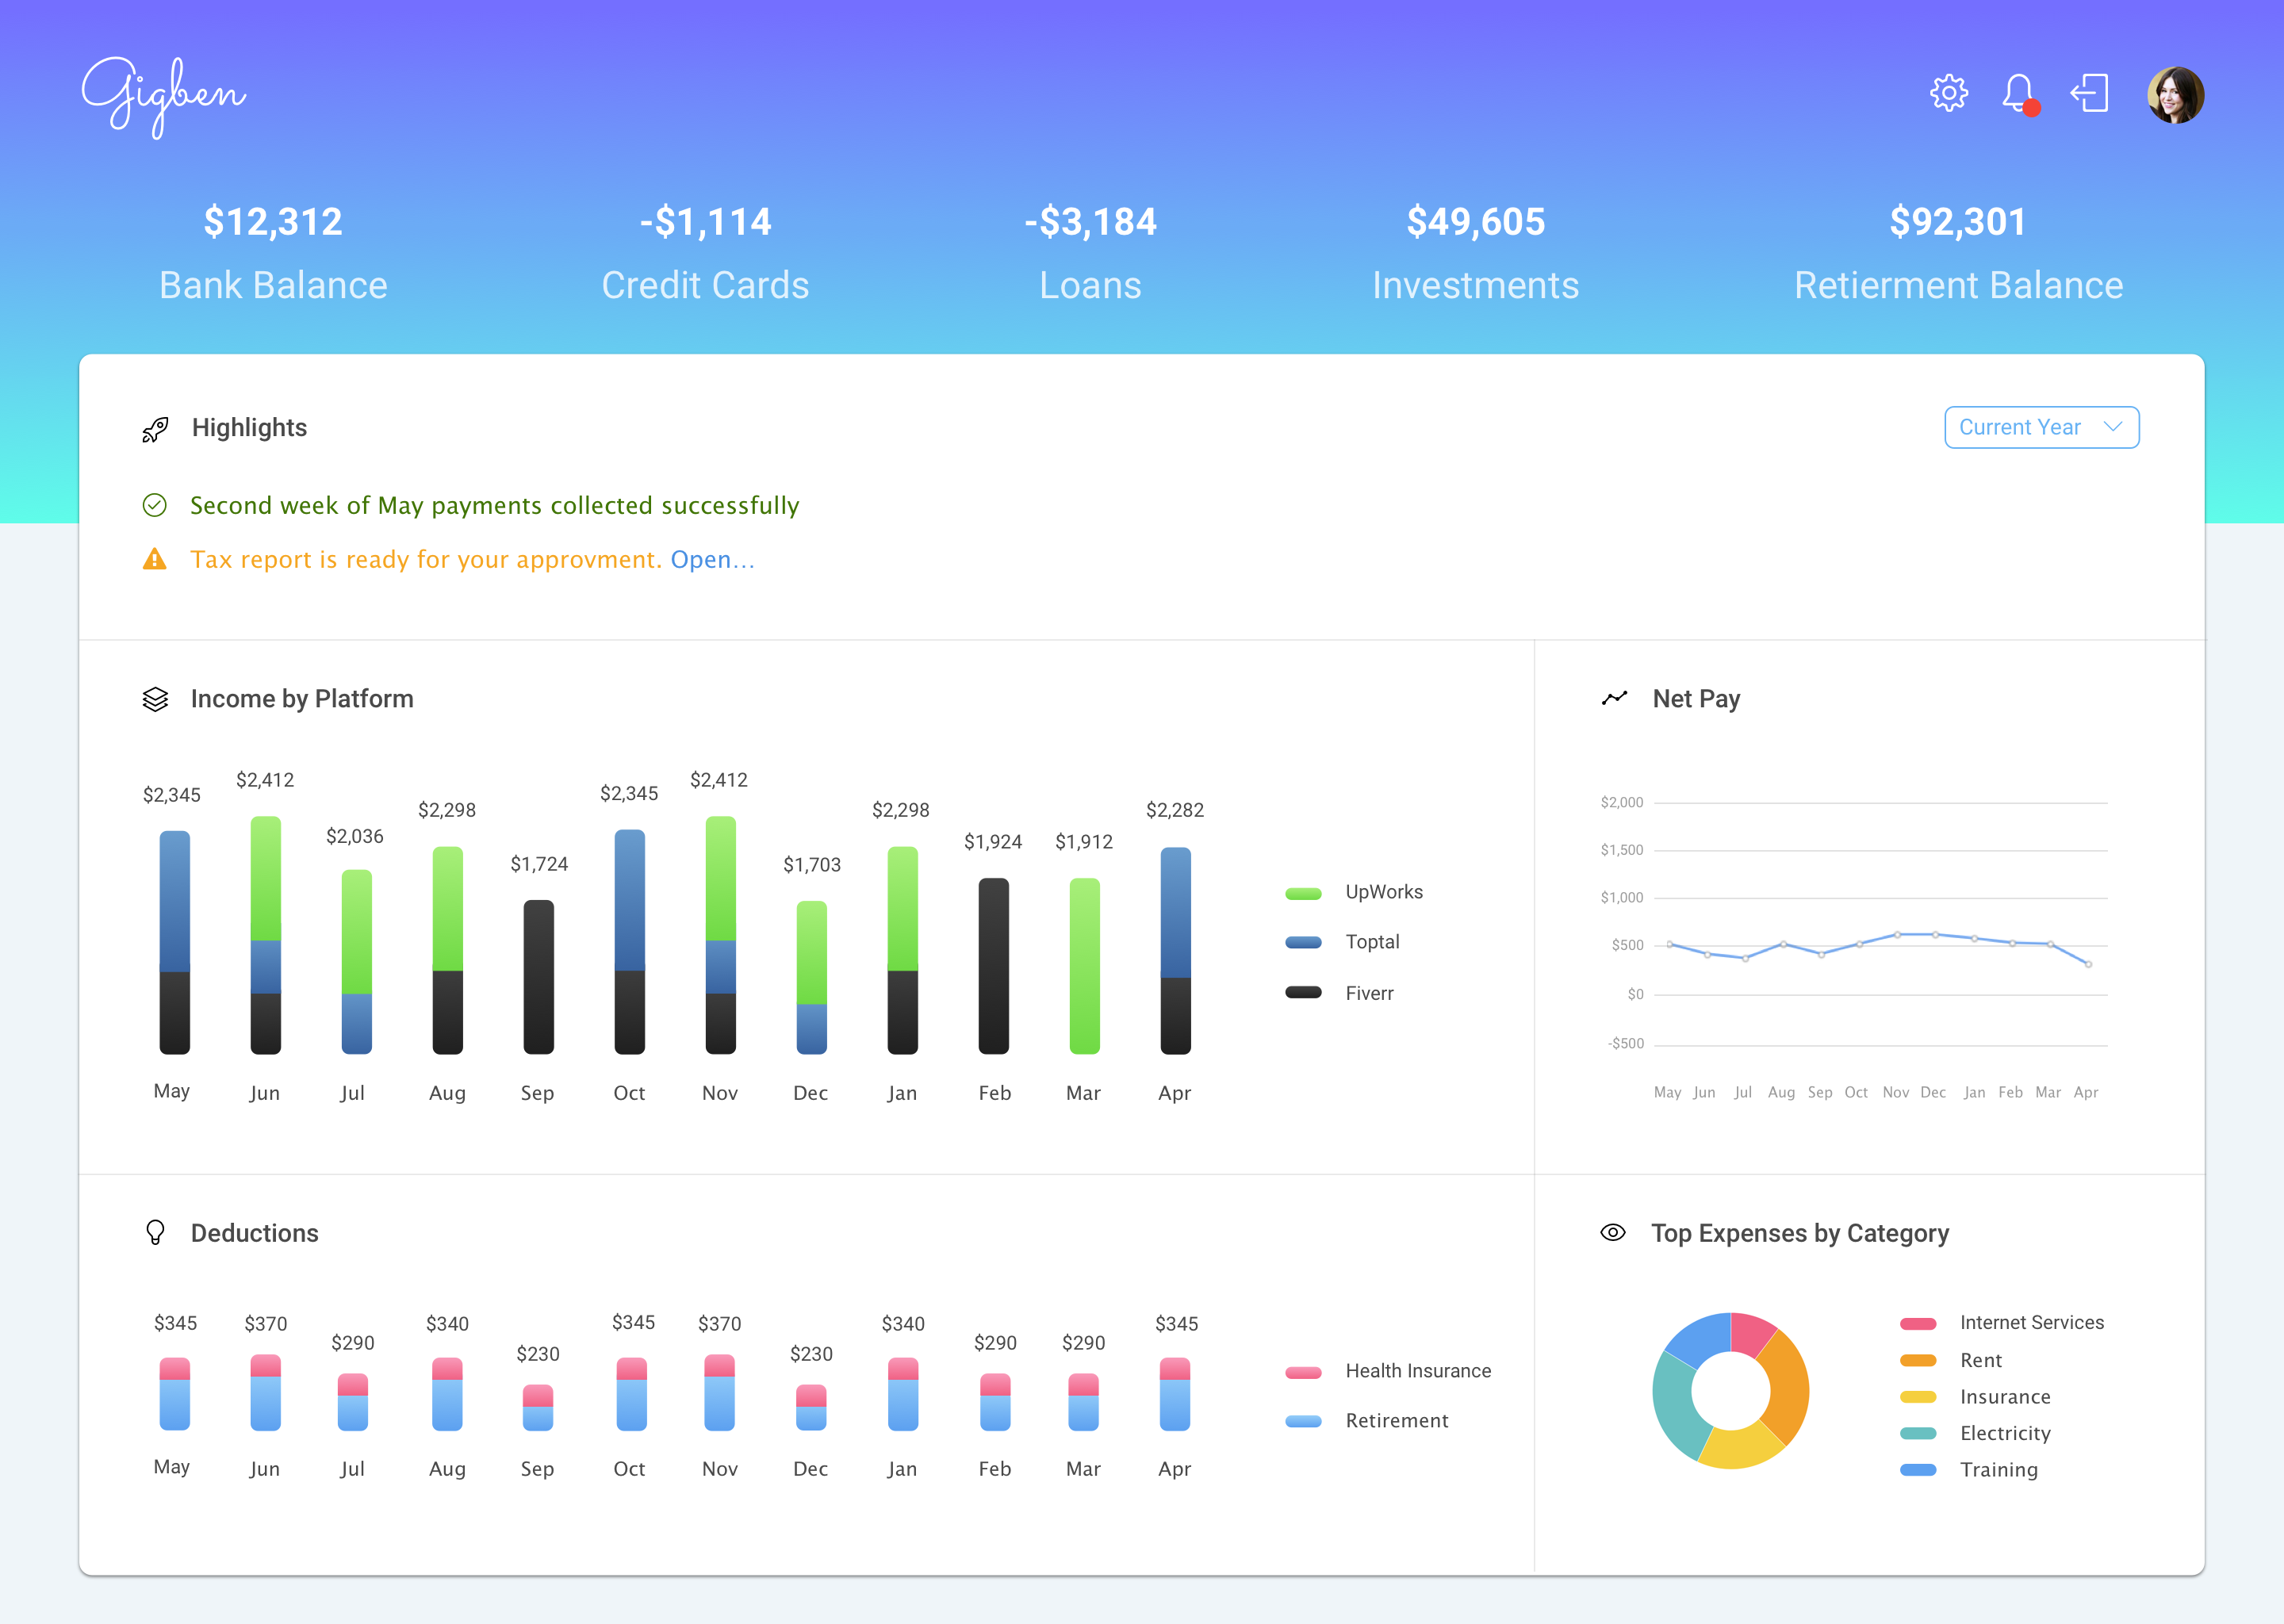 Gigben
$12,312 -$1,114 -$3,184 $49,605 $92,301
Bank Balance Credit Cards Loans Investments Retierment Balance
Highlights
Current Year
Second week of May payments collected successfully
Tax report is ready for your approvment. Open...
Income by Platform
$2,345 $2,412 $2,036 $2,298 $1,724 $2,345 $2,412 $1,703 $2,298 $1,924 $1,912 $2,282
UpWorks
Toptal
Fiverr
May Jun Jul Aug Sep Oct Nov Dec Jan Feb Mar Apr
Net Pay
$2,000
$1,500
$1,000
$500
$0
-$500
May Jun Jul Aug Sep Oct Nov Dec Jan Feb Mar Apr
Deductions
$345 $370 $290 $340 $230 $345 $370 $230 $340 $290 $290 $345
Health Insurance
Retirement
May Jun Jul Aug Sep Oct Nov Dec Jan Feb Mar Apr
Top Expenses by Category
Internet Services
Rent
Insurance
Electricity
Training